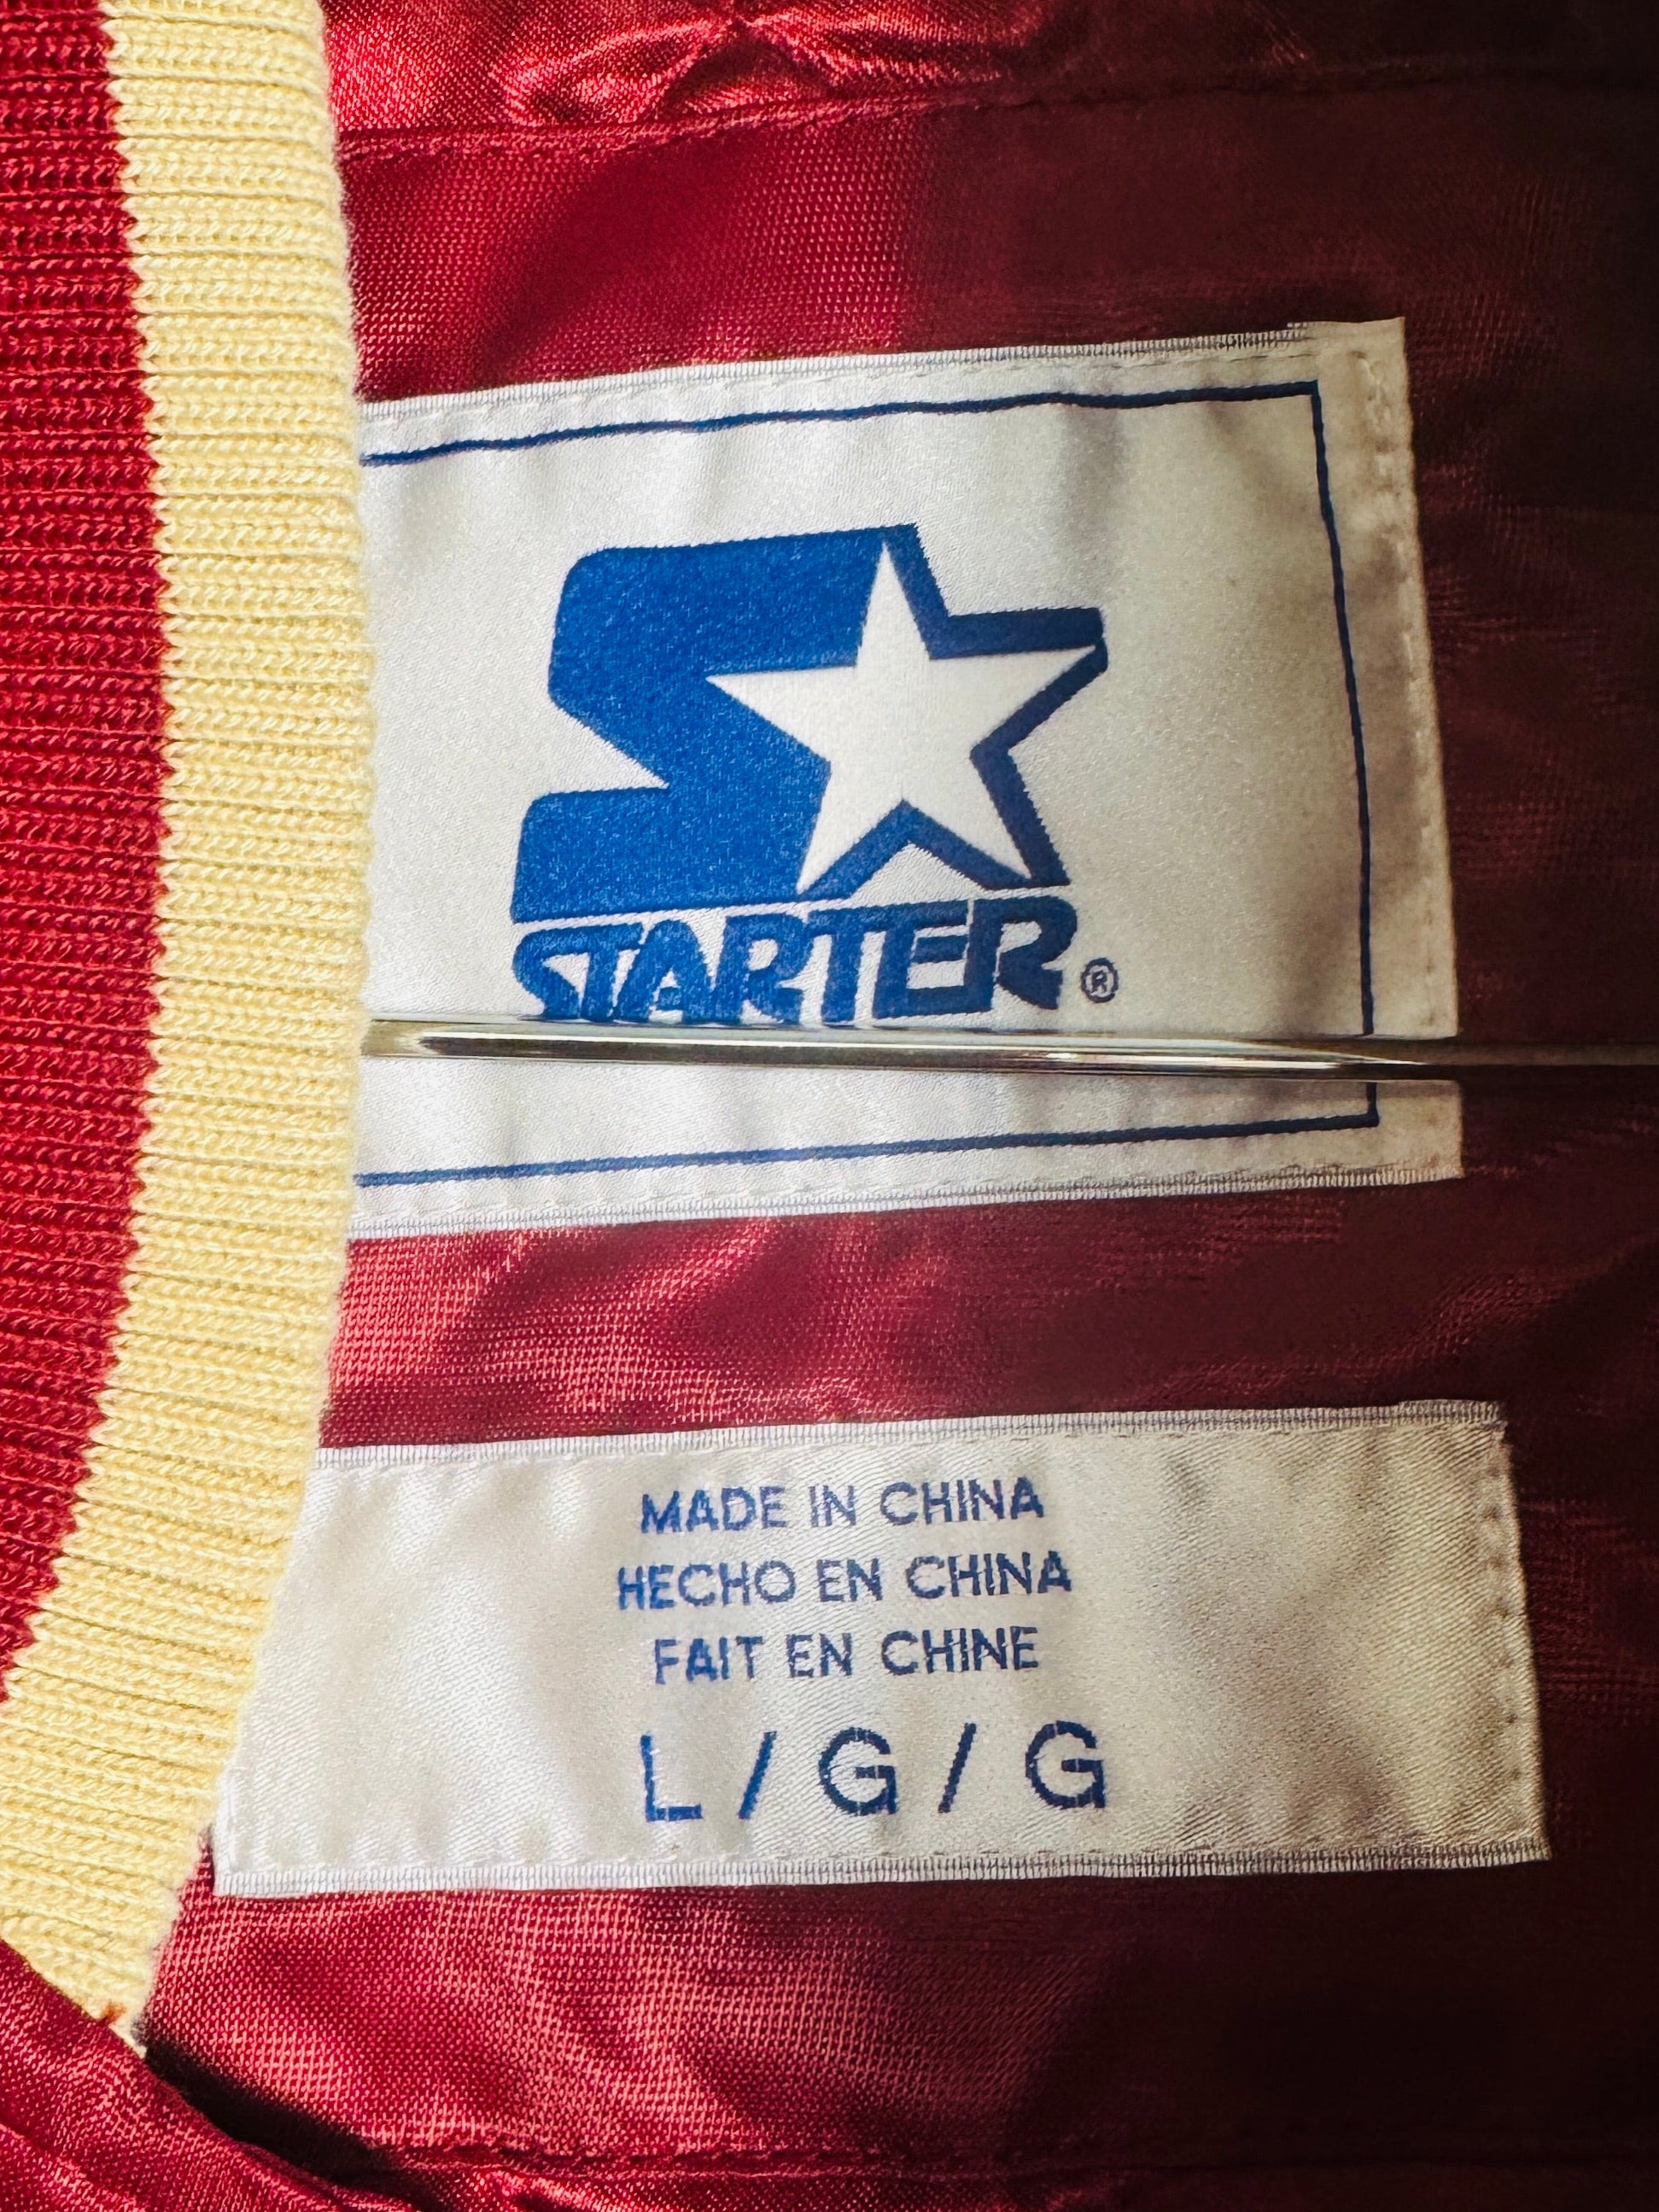 STARTER®
MADE IN CHINA
HECHO EN CHINA
FAIT EN CHINE
L / G / G